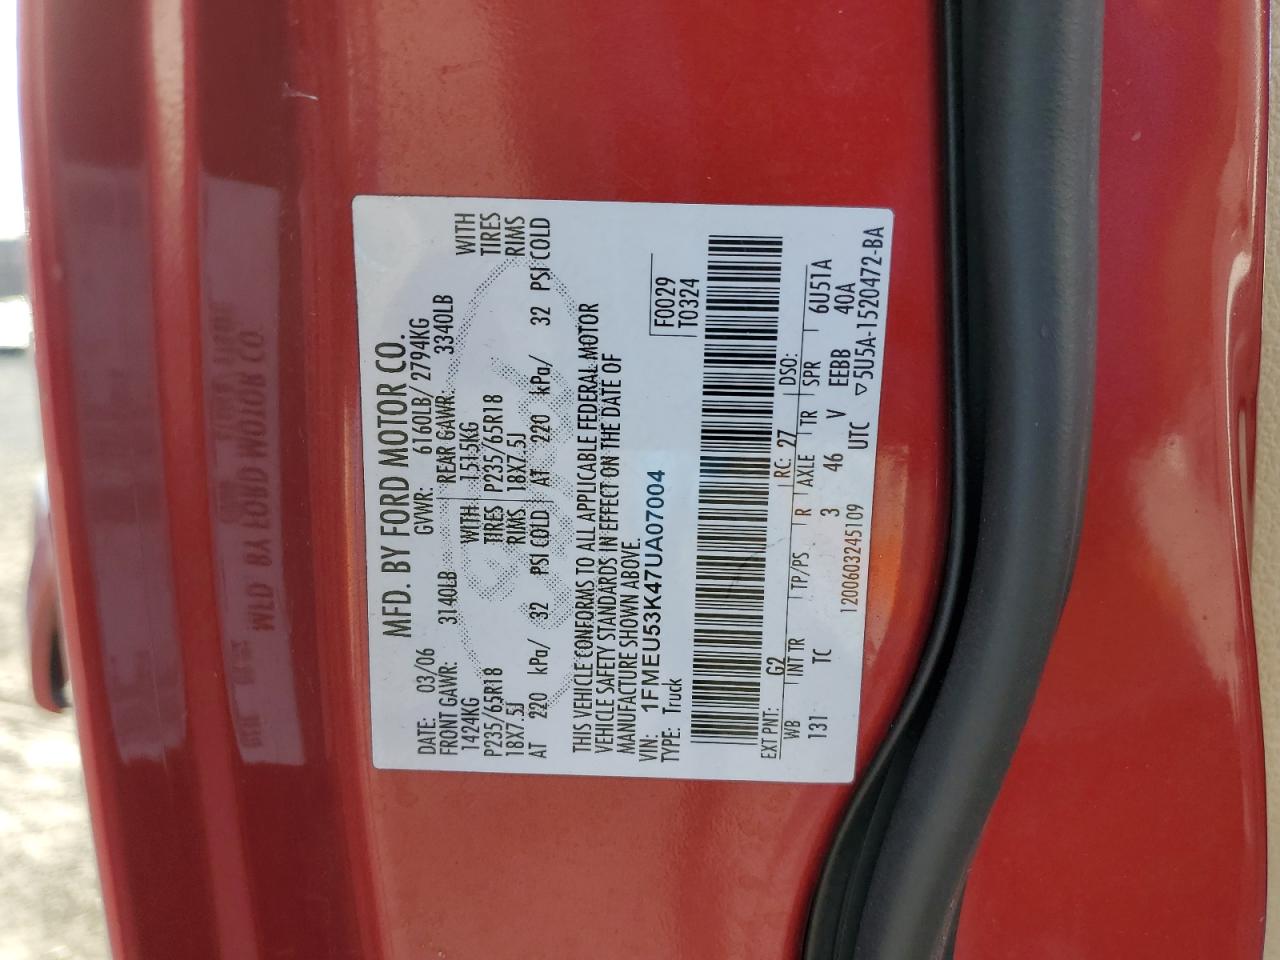 MFD. BY FORD MOTOR CO.
DATE: 03/06 GVWR: 6160LB/ 2794KG
FRONT GAWR: 3140LB REAR GAWR: 3340LB
1424KG WITH 1515KG WITH
P235/65R18 TIRES P235/65R18 TIRES
18X7.5J RIMS 18X7.5J RIMS
AT 220 kPa/ 32 PSI COLD AT 220 kPa/ 32 PSI COLD
THIS VEHICLE CONFORMS TO ALL APPLICABLE FEDERAL MOTOR
VEHICLE SAFETY STANDARDS IN EFFECT ON THE DATE OF
MANUFACTURE SHOWN ABOVE.
VIN: 1FMEU53K47UA07004 F0029
TYPE: Truck T0324
EXT PNT: G2 RC: 27 DSO:
WB INT TR TP/PS R AXLE TR SPR 6U51A
131 TC 3 46 V EEBB 40A
1200603245109 UTC ▽5U5A-1520472-BA